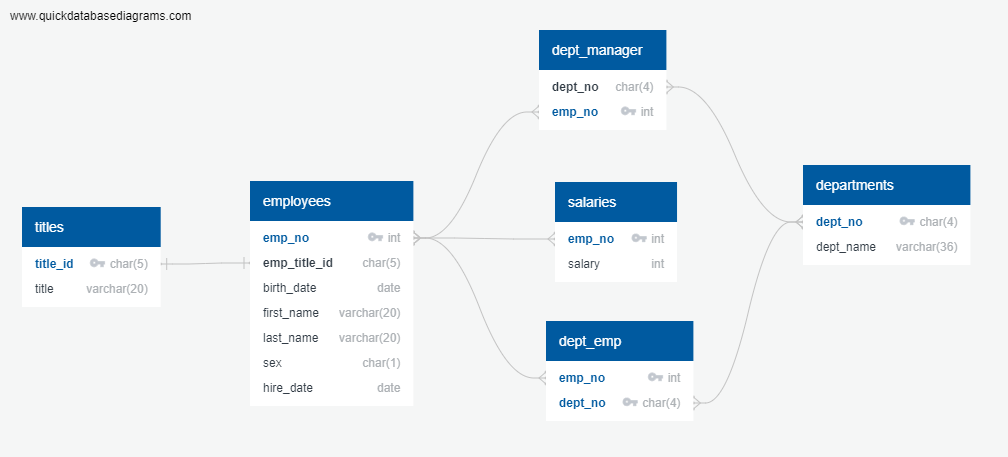 www.quickdatabasediagrams.com
titles
title_id char(5)
title varchar(20)
employees
emp_no int
emp_title_id char(5)
birth_date date
first_name varchar(20)
last_name varchar(20)
sex char(1)
hire_date date
dept_manager
dept_no char(4)
emp_no int
salaries
emp_no int
salary int
dept_emp
emp_no int
dept_no char(4)
departments
dept_no char(4)
dept_name varchar(36)